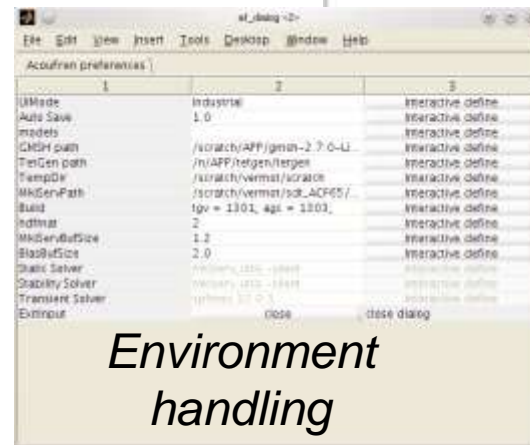 el_dialog <2>
File Edit View Insert Tools Desktop Window Help
Acoufren preferences
1 2 3
UIMode Industrial Interactive define
Auto Save 1.0 Interactive define
models Interactive define
GMSH path /scratch/APP/gmsh-2.7.0-Li... Interactive define
TetGen path /n/APP/tetgen/tetgen Interactive define
TempDir /scratch/vermot/scratch Interactive define
MklServPath /scratch/vermot/sdt_ACF65/... Interactive define
Build tgv = 1301, ags = 1303, Interactive define
hdfmat 2 Interactive define
MklServBufSize 1.2 Interactive define
BlasBufSize 2.0 Interactive define
Static Solver Interactive define
Stability Solver Interactive define
Transient Solver Interactive define
ExitInput close close dialog
Environment
handling